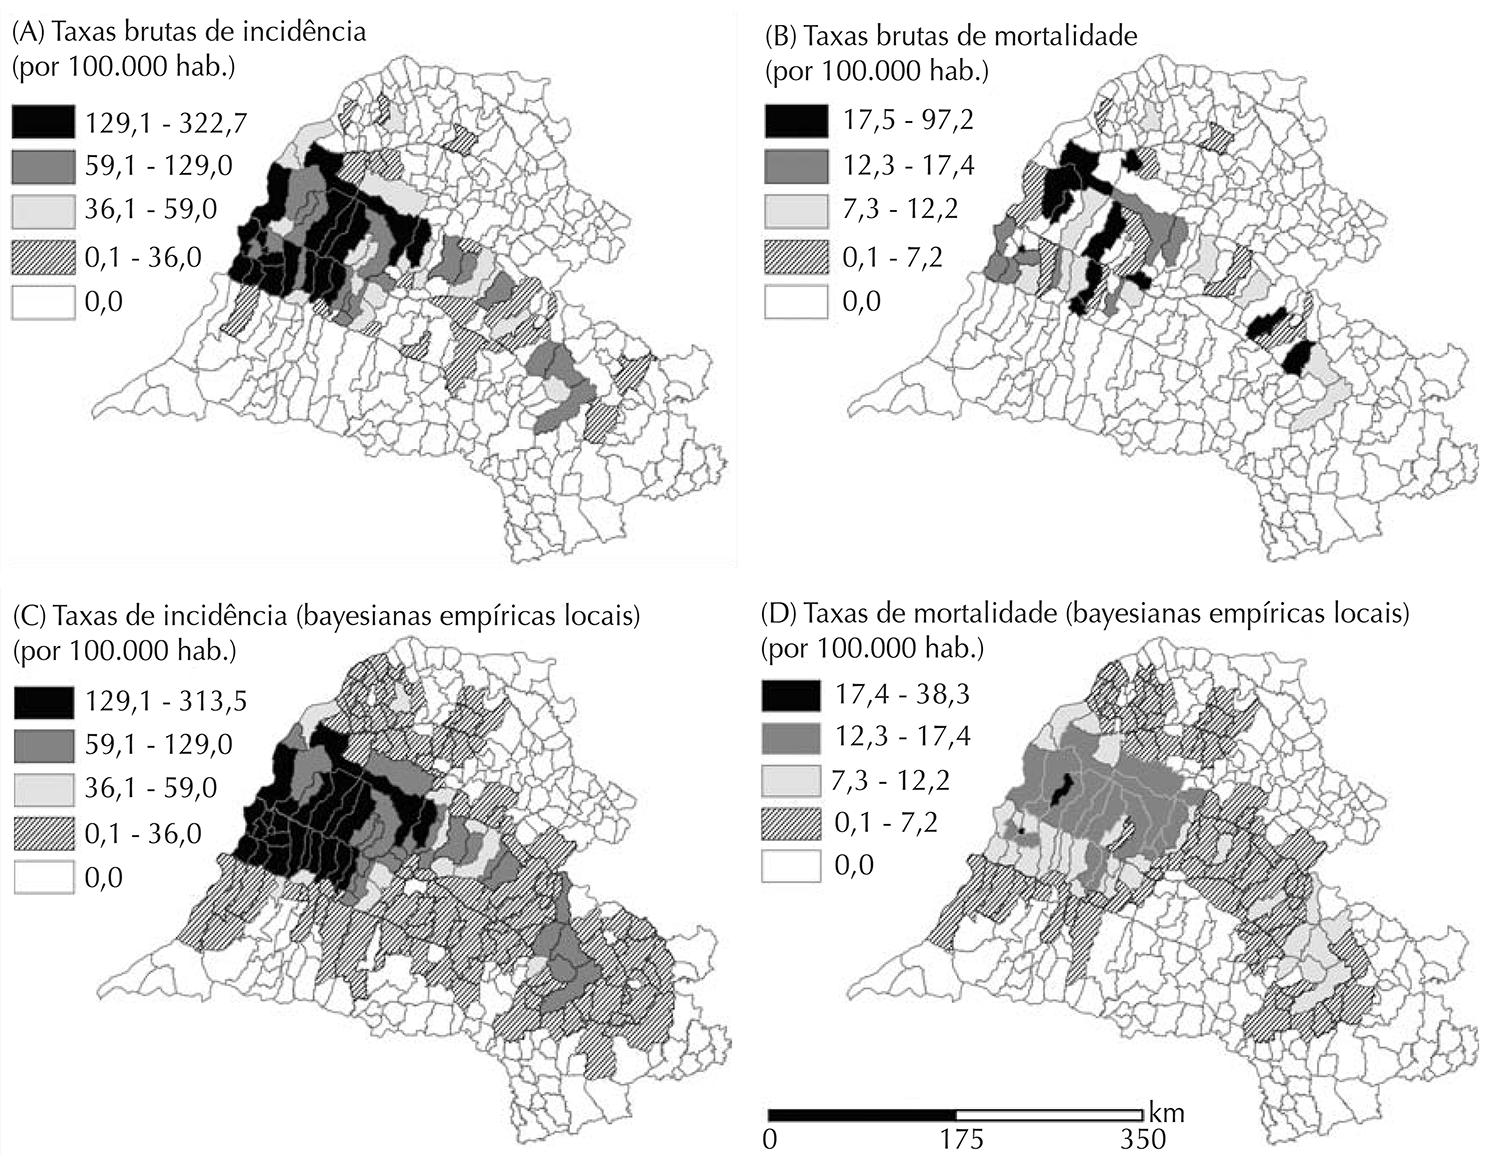 (A) Taxas brutas de incidência
(por 100.000 hab.)
129,1 - 322,7
59,1 - 129,0
36,1 - 59,0
0,1 - 36,0
0,0
(B) Taxas brutas de mortalidade
(por 100.000 hab.)
17,5 - 97,2
12,3 - 17,4
7,3 - 12,2
0,1 - 7,2
0,0
(C) Taxas de incidência (bayesianas empíricas locais)
(por 100.000 hab.)
129,1 - 313,5
59,1 - 129,0
36,1 - 59,0
0,1 - 36,0
0,0
(D) Taxas de mortalidade (bayesianas empíricas locais)
(por 100.000 hab.)
17,4 - 38,3
12,3 - 17,4
7,3 - 12,2
0,1 - 7,2
0,0
km
0 175 350